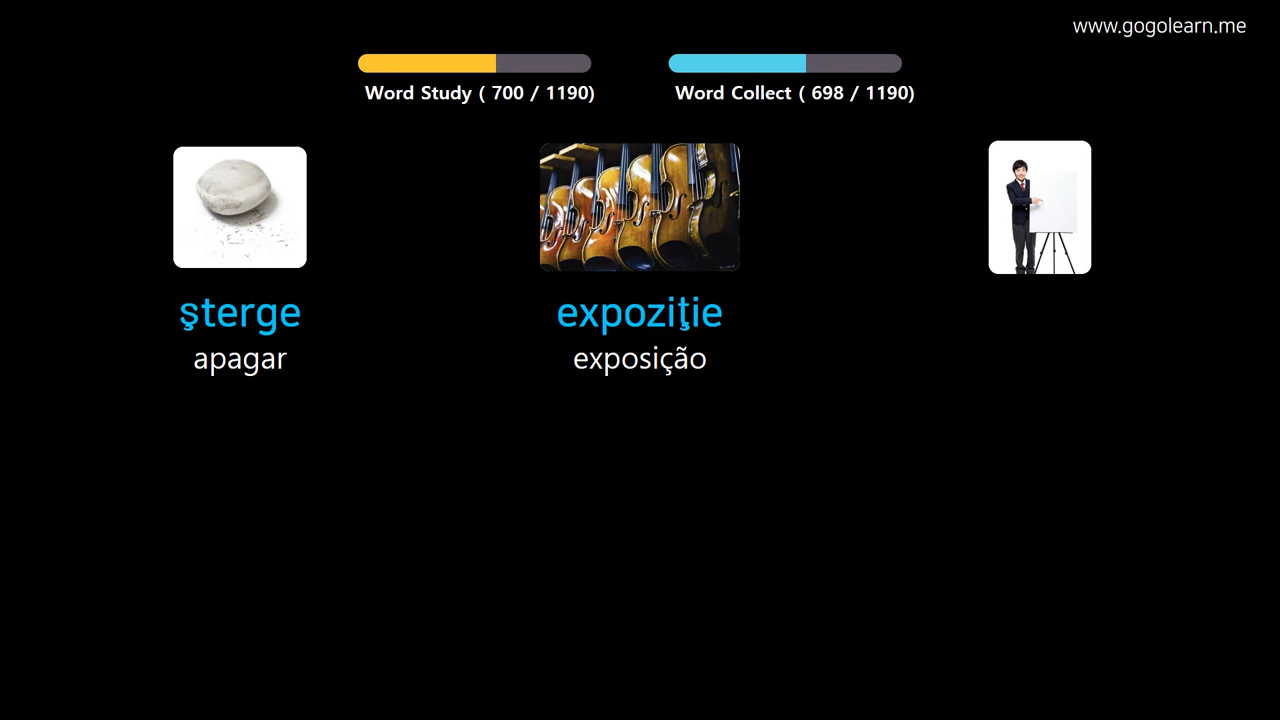 www.gogolearn.me
Word Study ( 700 / 1190)
Word Collect ( 698 / 1190)
şterge
expoziţie
apagar
exposição